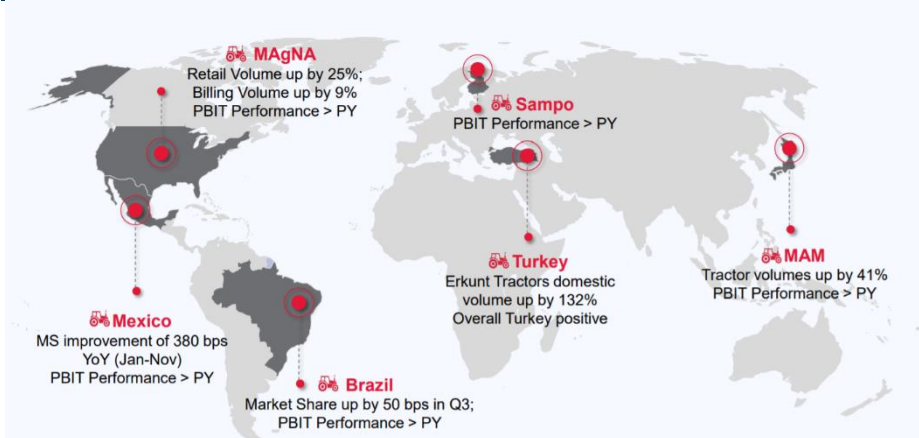 MAgNA
Retail Volume up by 25%;
Billing Volume up by 9%
PBIT Performance > PY
Sampo
PBIT Performance > PY
Turkey
Erkunt Tractors domestic
volume up by 132%
Overall Turkey positive
MAM
Tractor volumes up by 41%
PBIT Performance > PY
Mexico
MS improvement of 380 bps
YoY (Jan-Nov)
PBIT Performance > PY
Brazil
Market Share up by 50 bps in Q3;
PBIT Performance > PY